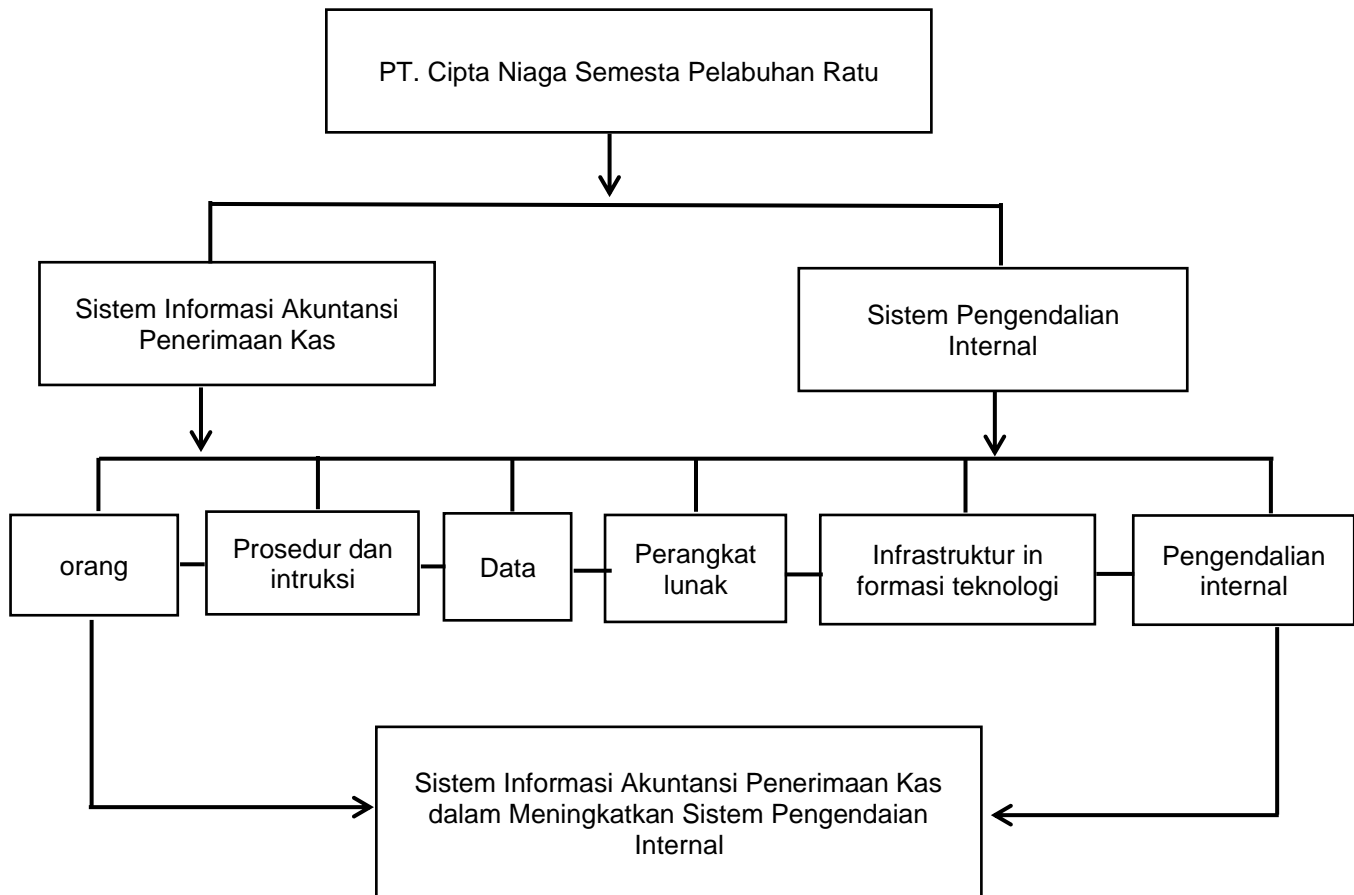 PT. Cipta Niaga Semesta Pelabuhan Ratu
Sistem Informasi Akuntansi
Penerimaan Kas
Sistem Pengendalian
Internal
orang
Prosedur dan
intruksi
Data
Perangkat
lunak
Infrastruktur in
formasi teknologi
Pengendalian
internal
Sistem Informasi Akuntansi Penerimaan Kas
dalam Meningkatkan Sistem Pengendaian
Internal